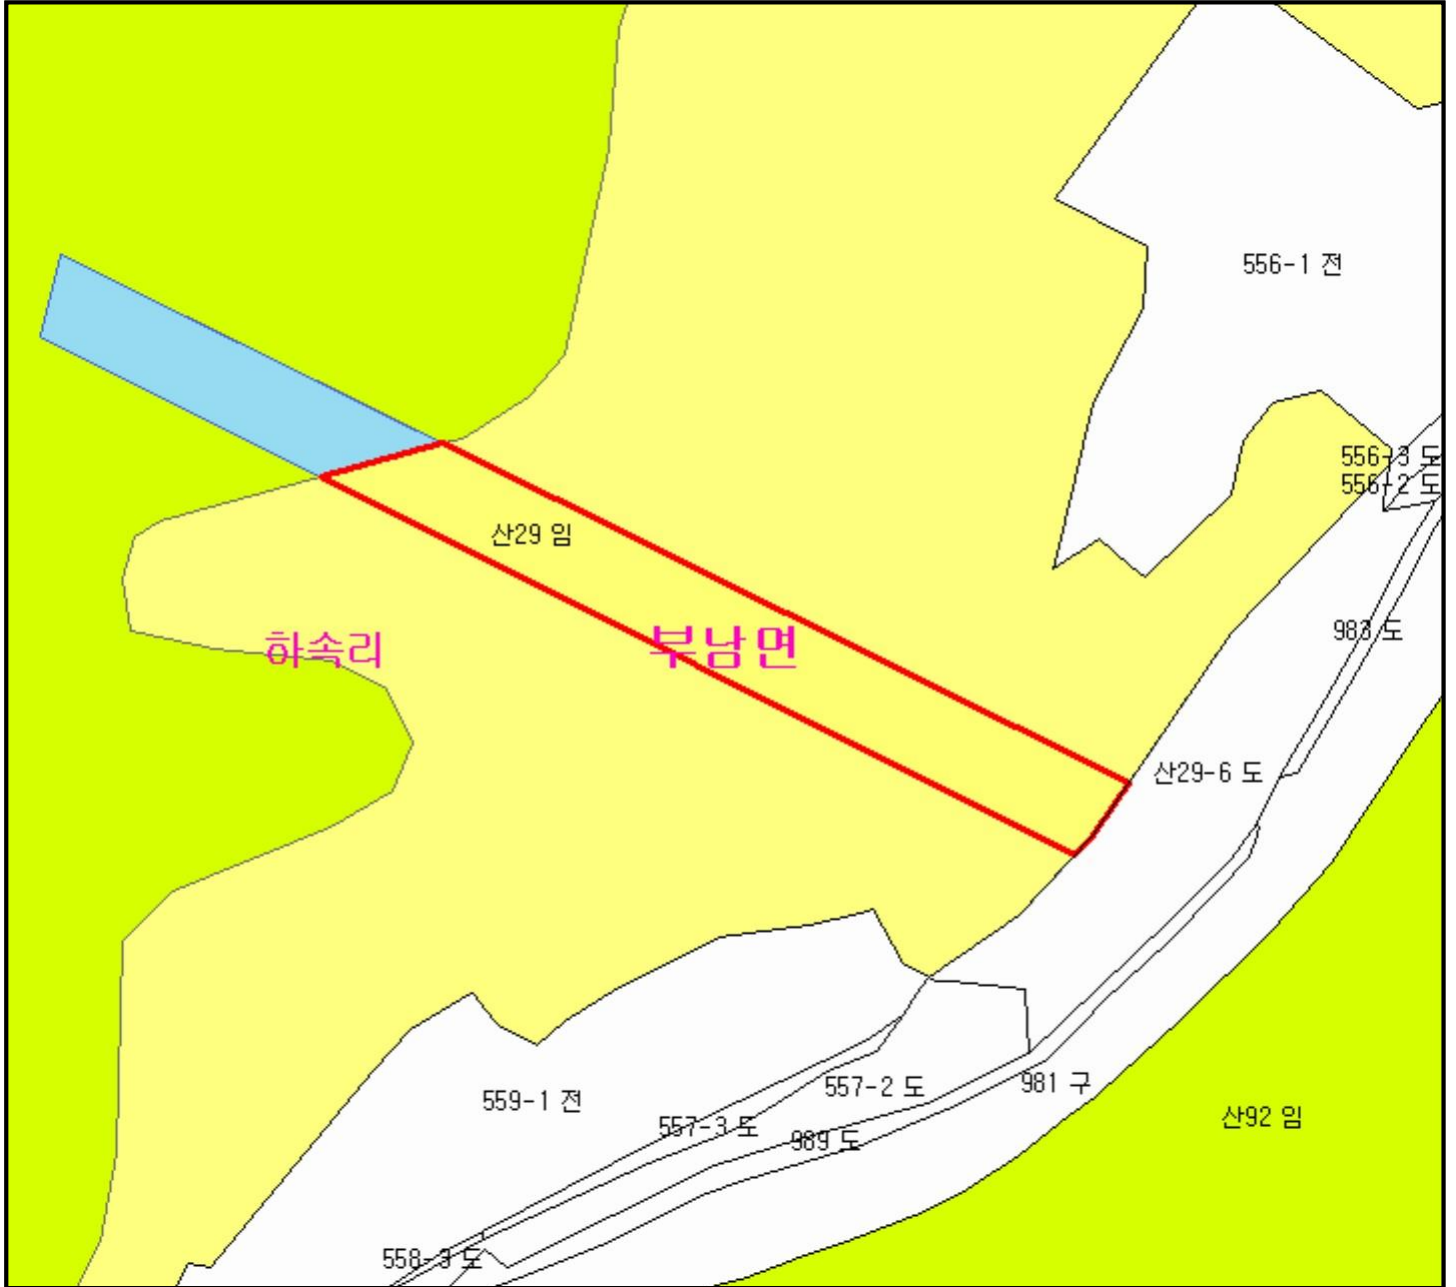 556-1 전
556-3 도
556-2 도
산29 임
983 도
하속리
부남면
산29-6 도
557-2 도
981 구
559-1 전
산92 임
557-3 도
989 도
558-3 도